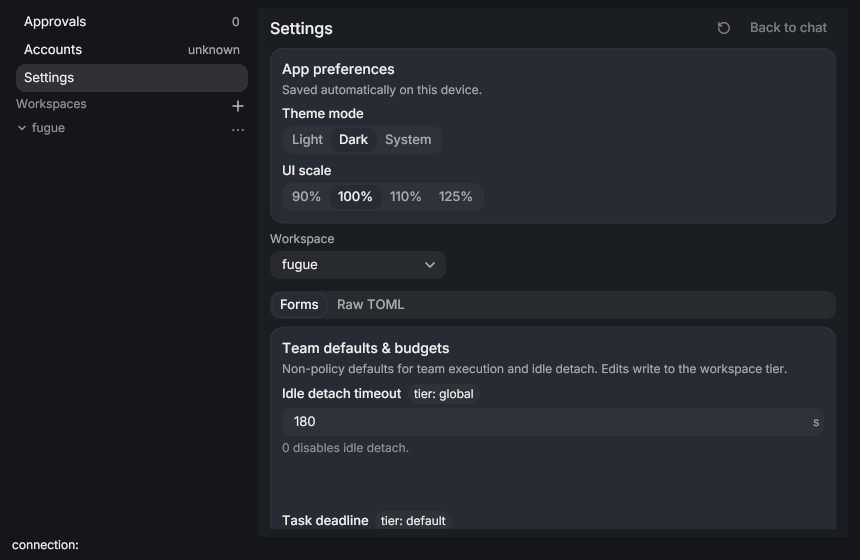 Approvals 0
Accounts unknown
Settings
Workspaces +
fugue ...
connection:
Settings
Back to chat
App preferences
Saved automatically on this device.
Theme mode
Light Dark System
UI scale
90% 100% 110% 125%
Workspace
fugue
Forms Raw TOML
Team defaults & budgets
Non-policy defaults for team execution and idle detach. Edits write to the workspace tier.
Idle detach timeout tier: global
180 s
0 disables idle detach.
Task deadline tier: default